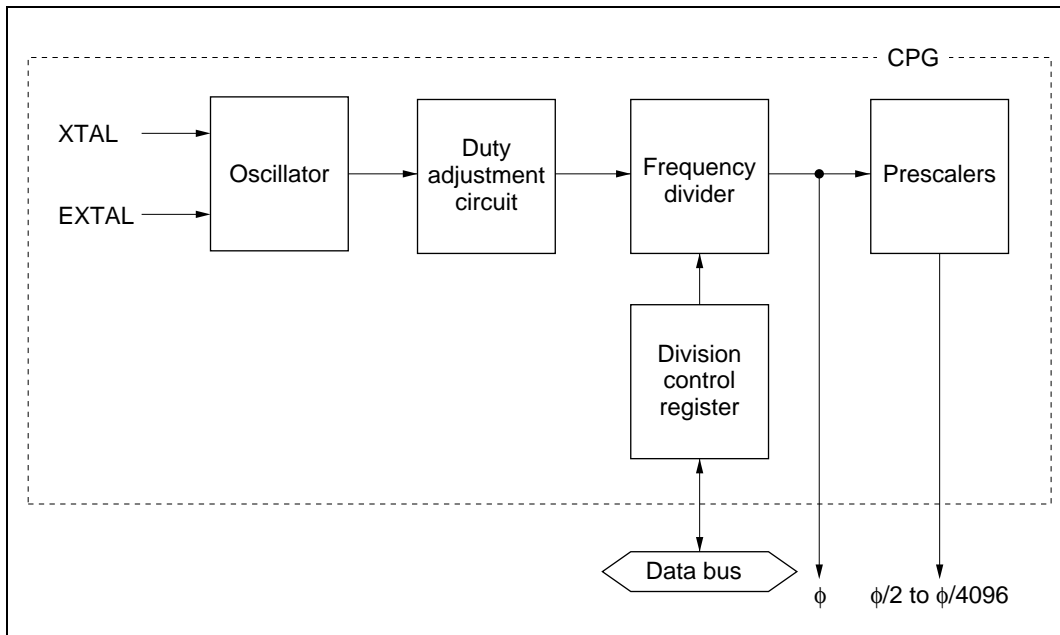 CPG
XTAL
EXTAL
Oscillator
Duty
adjustment
circuit
Frequency
divider
Prescalers
Division
control
register
Data bus
ϕ
ϕ/2 to ϕ/4096